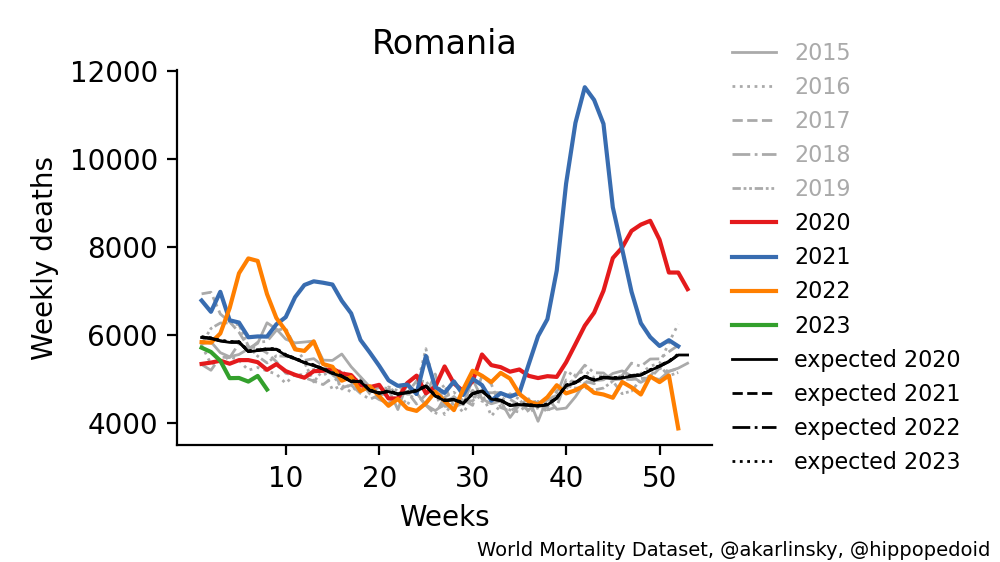 Romania
12000
10000
8000
6000
4000
Weekly deaths
10 20 30 40 50
Weeks
2015
2016
2017
2018
2019
2020
2021
2022
2023
expected 2020
expected 2021
expected 2022
expected 2023
World Mortality Dataset, @akarlinsky, @hippopedoid